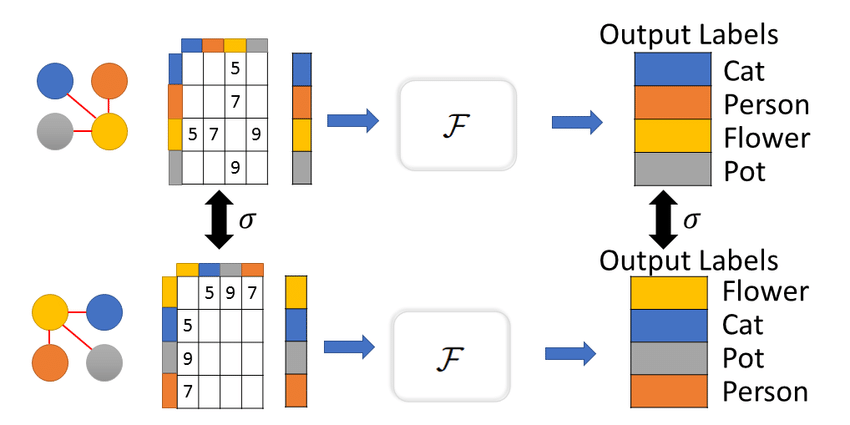 Output Labels
5
7
5 7 9
9
ℱ
Cat
Person
Flower
Pot
σ
σ
Output Labels
5 9 7
5
9
7
ℱ
Flower
Cat
Pot
Person